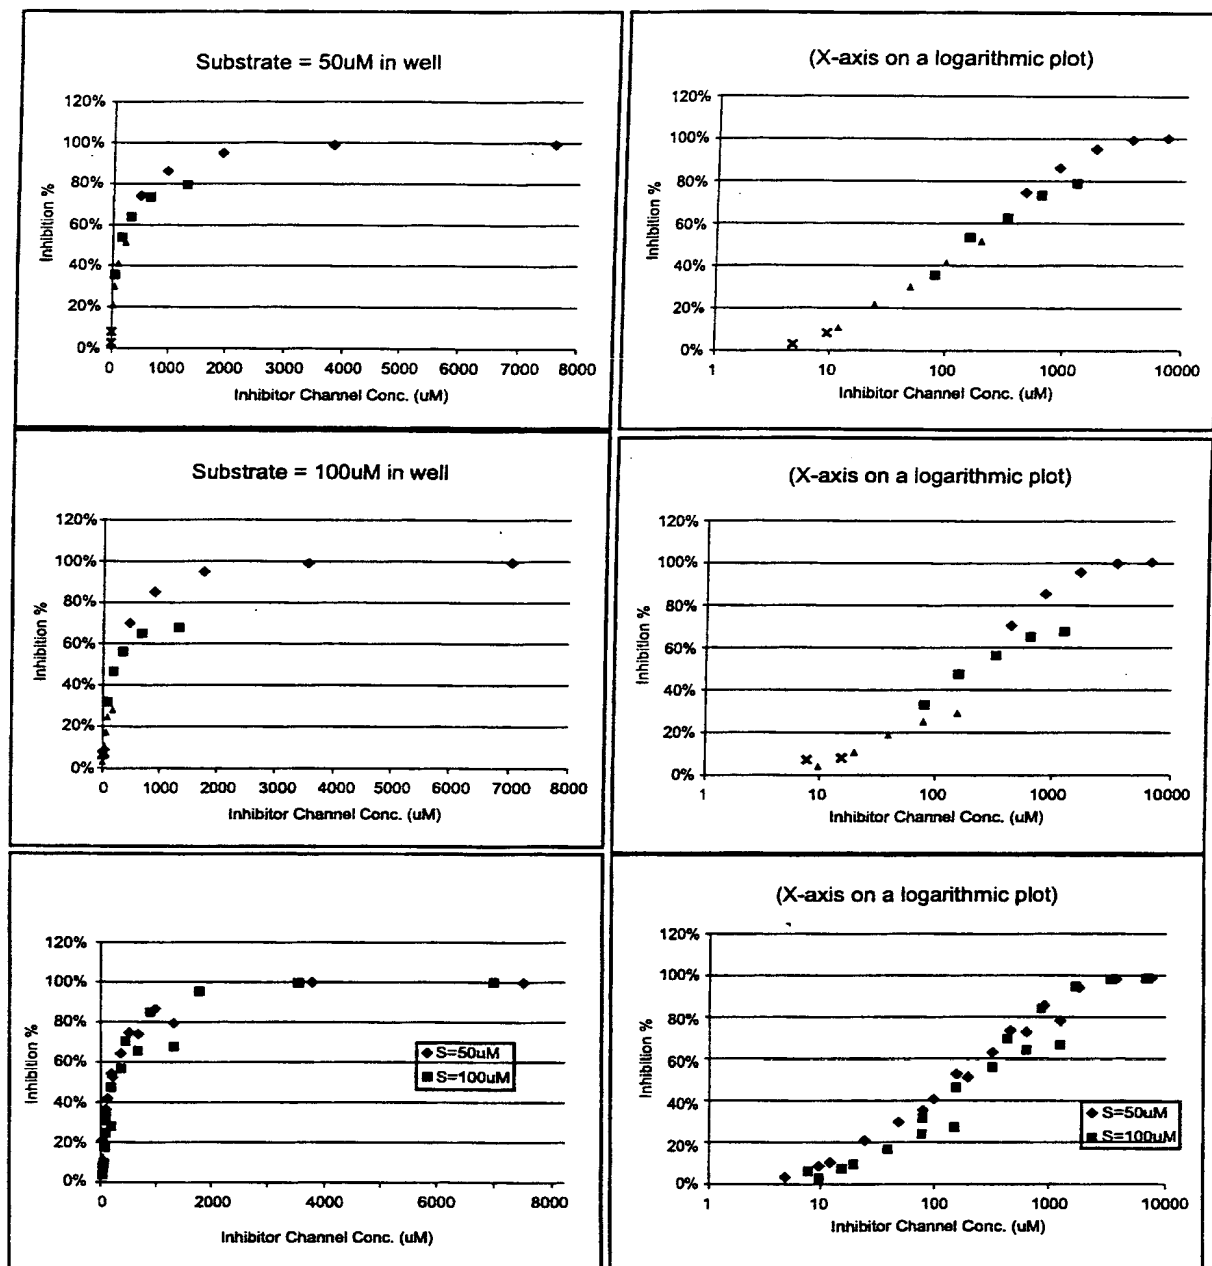 Substrate = 50uM in well
120%
100%
80%
60%
40%
20%
0%
Inhibition %
0 1000 2000 3000 4000 5000 6000 7000 8000
Inhibitor Channel Conc. (uM)
(X-axis on a logarithmic plot)
120%
100%
80%
60%
40%
20%
0%
Inhibition %
1 10 100 1000 10000
Inhibitor Channel Conc. (uM)
Substrate = 100uM in well
120%
100%
80%
60%
40%
20%
0%
Inhibition %
0 1000 2000 3000 4000 5000 6000 7000 8000
Inhibitor Channel Conc. (uM)
(X-axis on a logarithmic plot)
120%
100%
80%
60%
40%
20%
0%
Inhibition %
1 10 100 1000 10000
Inhibitor Channel Conc. (uM)
120%
100%
80%
60%
40%
20%
0%
Inhibition %
S=50uM
S=100uM
0 2000 4000 6000 8000
Inhibitor Channel Conc. (uM)
(X-axis on a logarithmic plot)
120%
100%
80%
60%
40%
20%
0%
Inhibition %
S=50uM
S=100uM
1 10 100 1000 10000
Inhibitor Channel Conc. (uM)